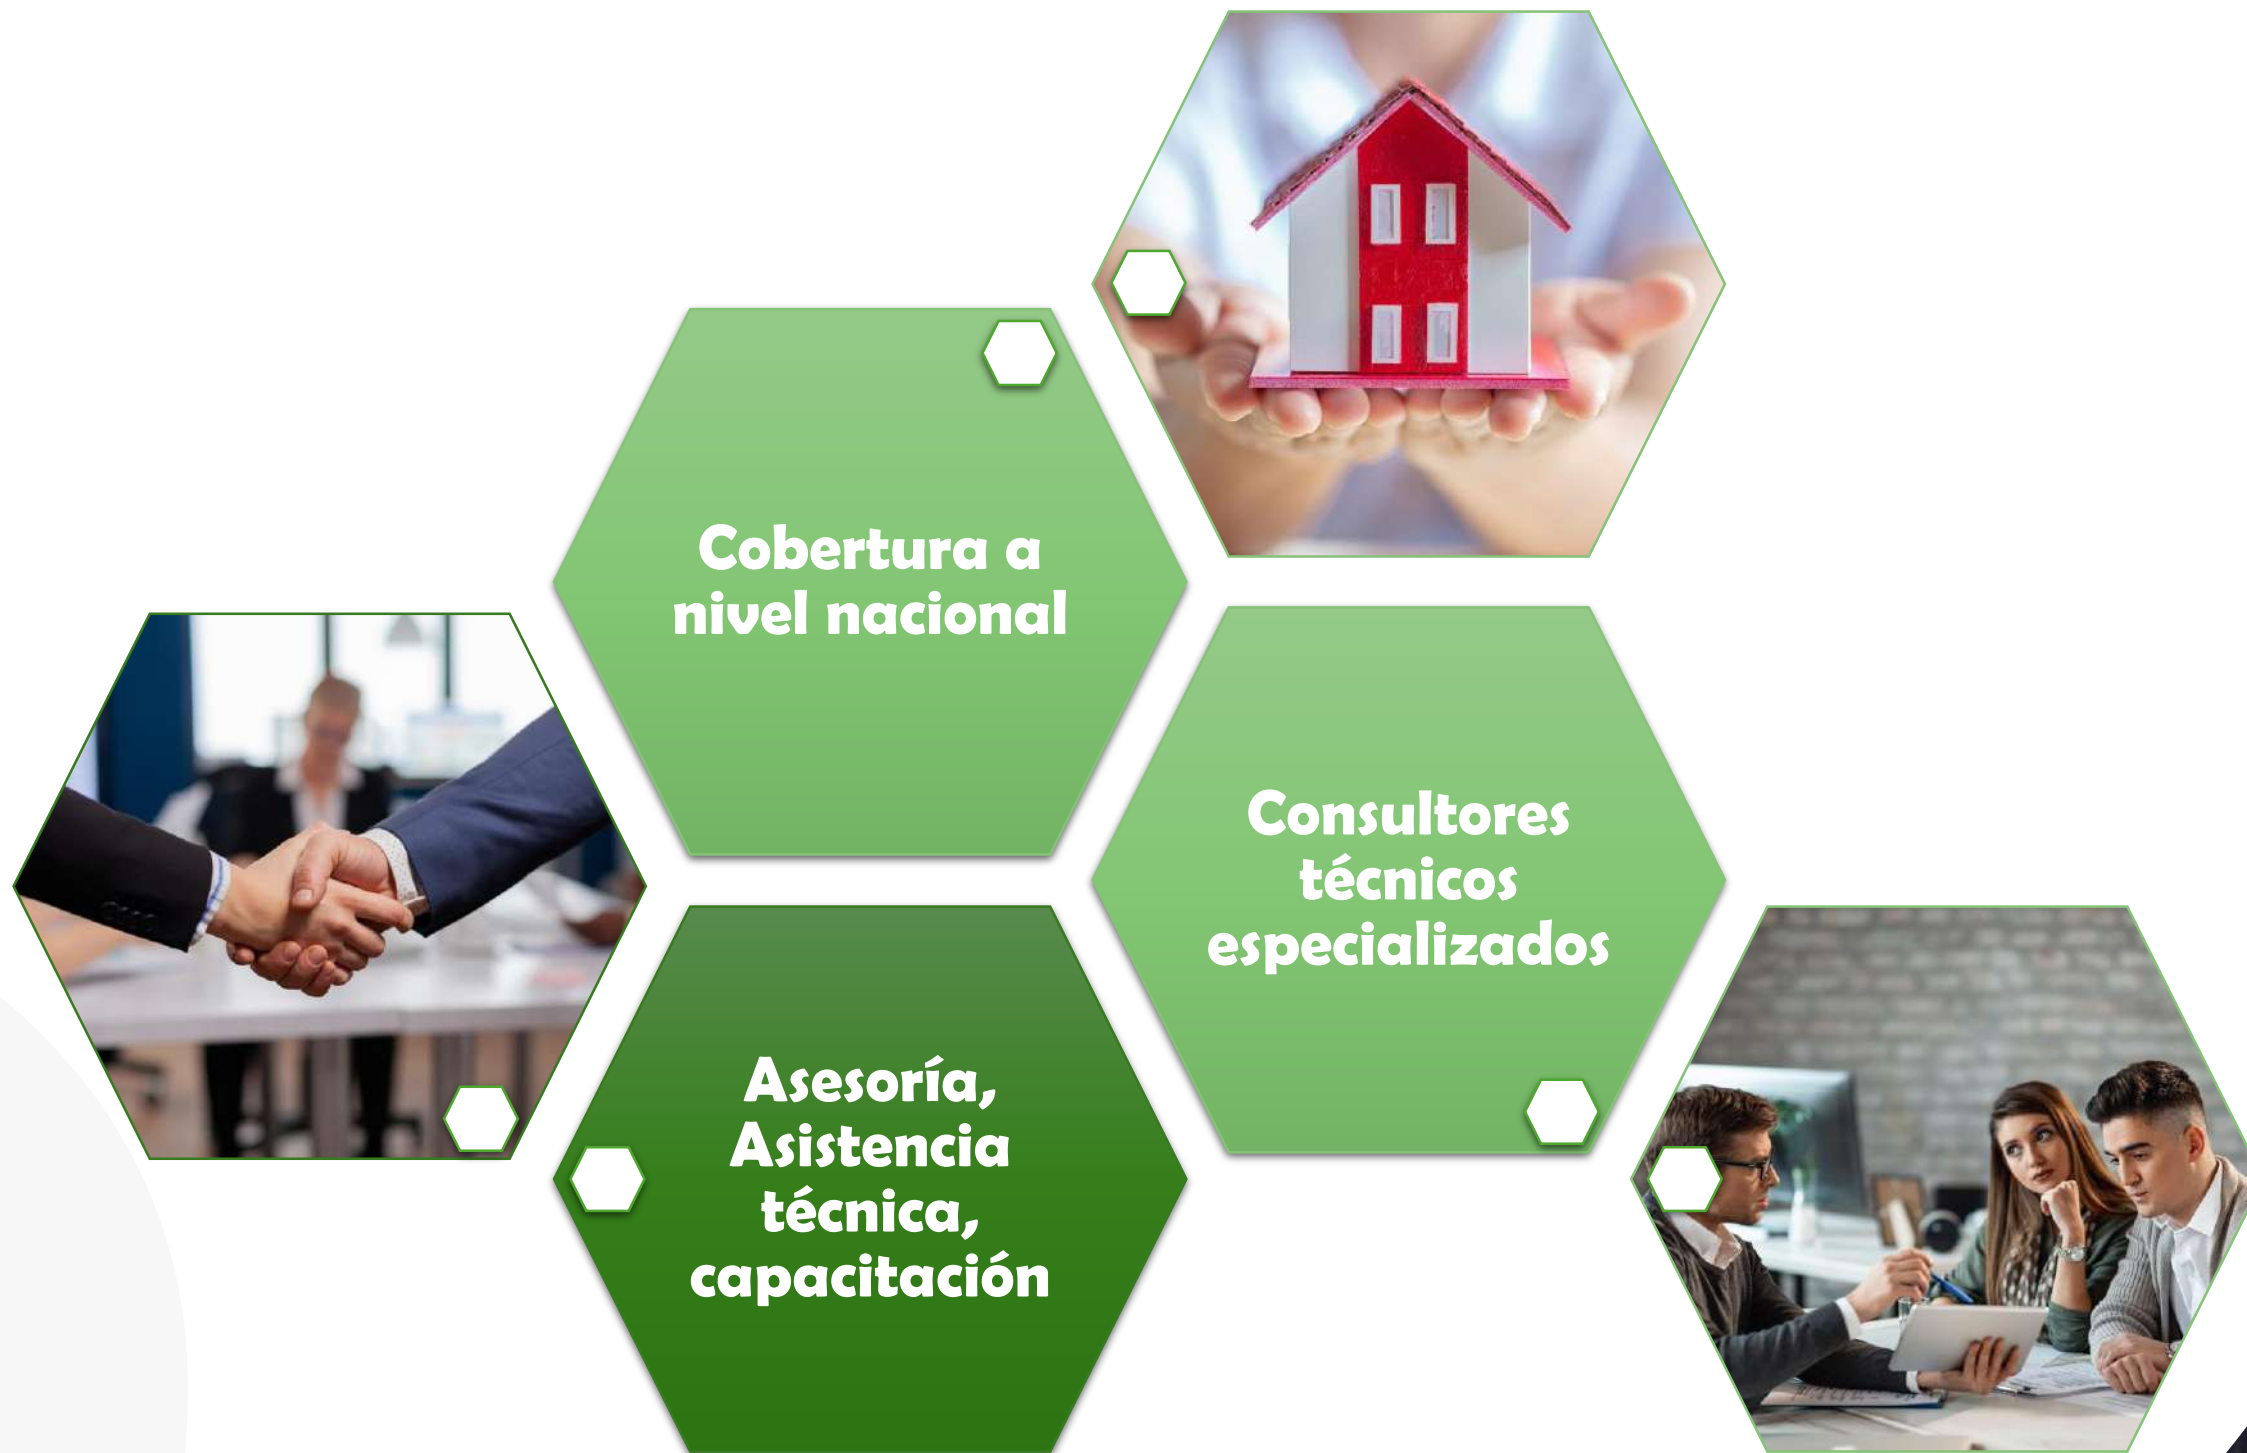 Cobertura a
nivel nacional
Consultores
técnicos
especializados
Asesoría,
Asistencia
técnica,
capacitación